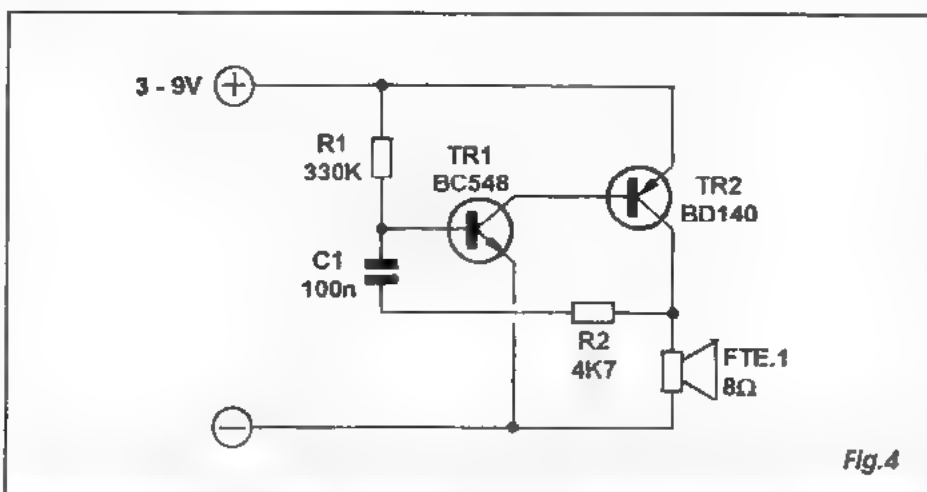 3 - 9V
R1
330K
TR1
BC548
TR2
BD140
C1
100n
R2
4K7
FTE.1
8Ω
Fig.4